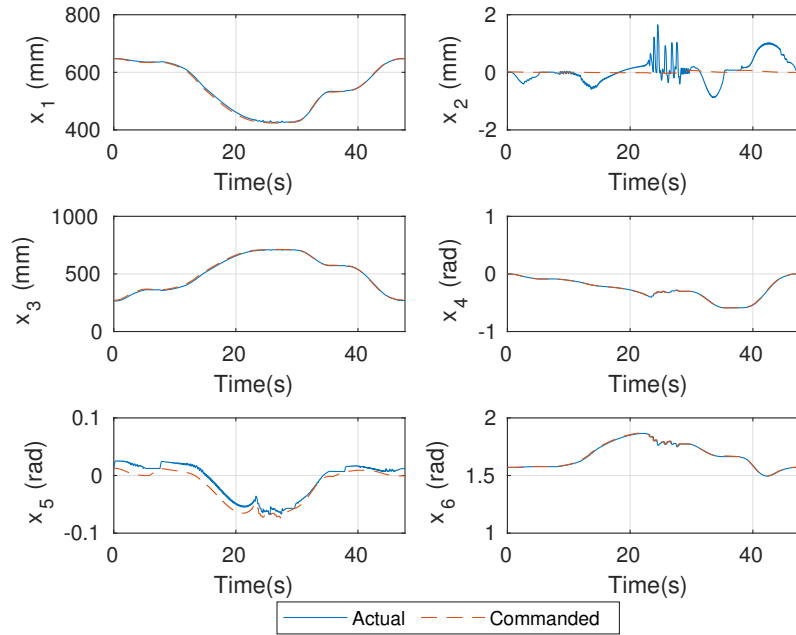 800
600
400
x1 (mm)
0 20 40
Time(s)
2
0
-2
x2 (mm)
0 20 40
Time(s)
1000
500
0
x3 (mm)
0 20 40
Time(s)
1
0
-1
x4 (rad)
0 20 40
Time(s)
0.1
0
-0.1
x5 (rad)
0 20 40
Time(s)
2
1.5
1
x6 (rad)
0 20 40
Time(s)
Actual Commanded